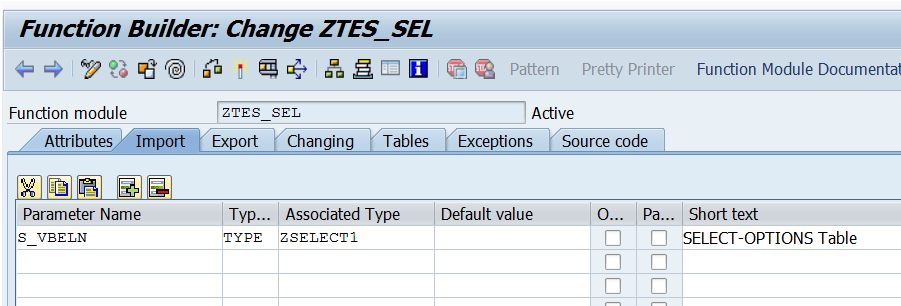 Function Builder: Change ZTES_SEL
Pattern Pretty Printer Function Module Documentat
Function module ZTES_SEL Active
Attributes Import Export Changing Tables Exceptions Source code
Parameter Name Typ... Associated Type Default value O... Pa... Short text
S_VBELN TYPE ZSELECT1 SELECT-OPTIONS Table